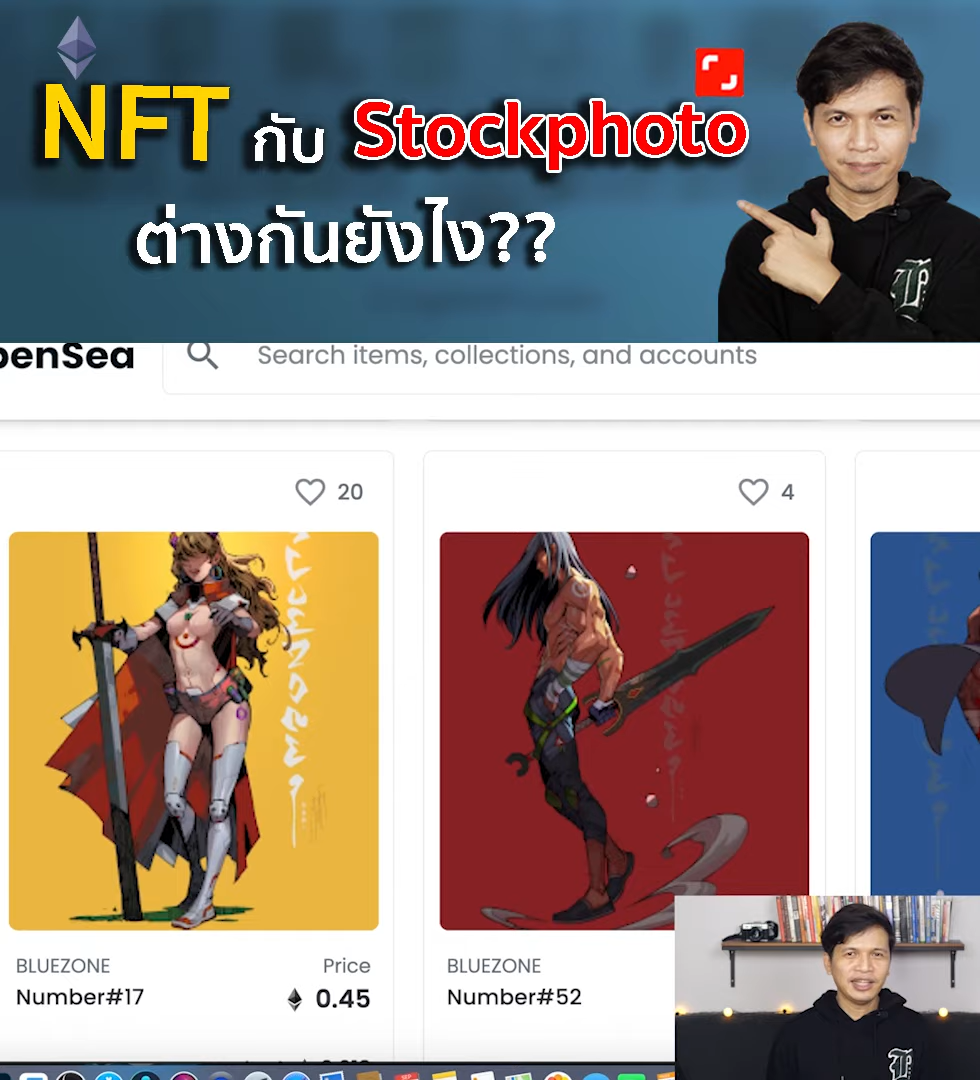 NFT กับ Stockphoto
ต่างกันยังไง??
penSea
Search items, collections, and accounts
20
4
BLUEZONE
Price
Number#17
0.45
BLUEZONE
Number#52